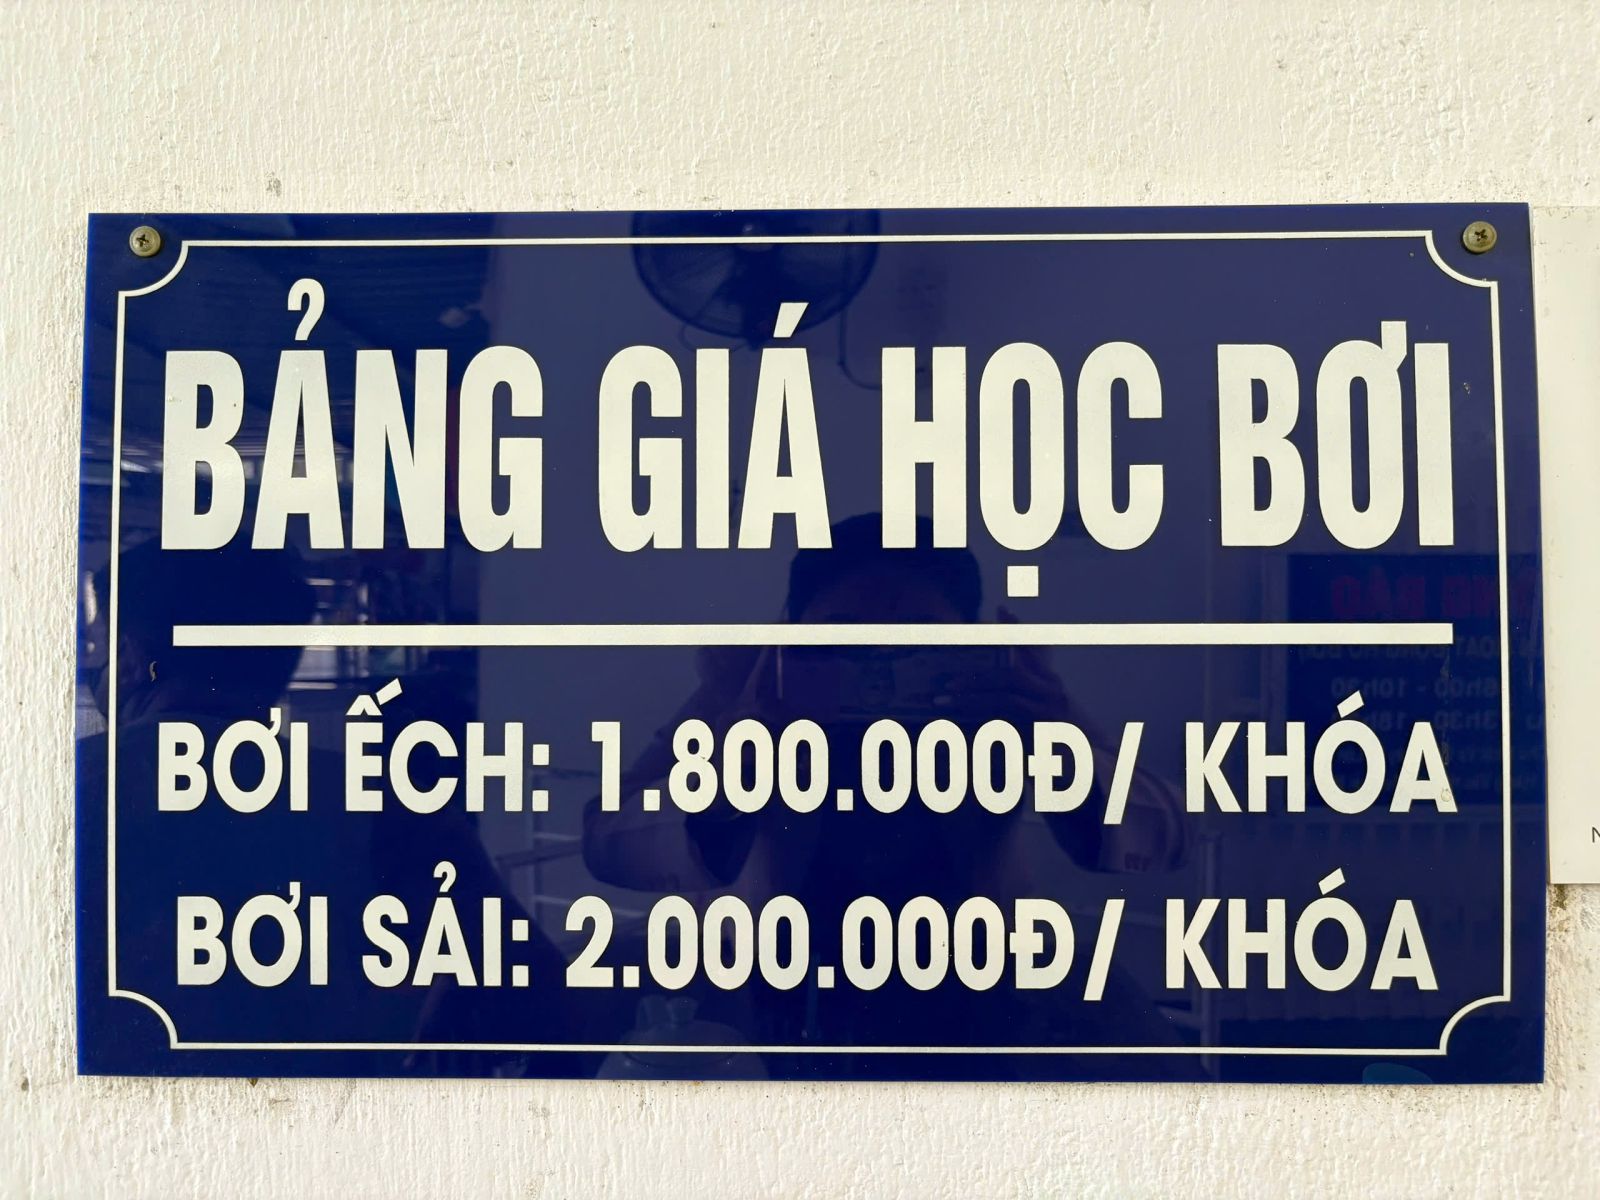 BẢNG GIÁ HỌC BƠI
BƠI ẾCH: 1.800.000Đ/ KHÓA
BƠI SẢI: 2.000.000Đ/ KHÓA